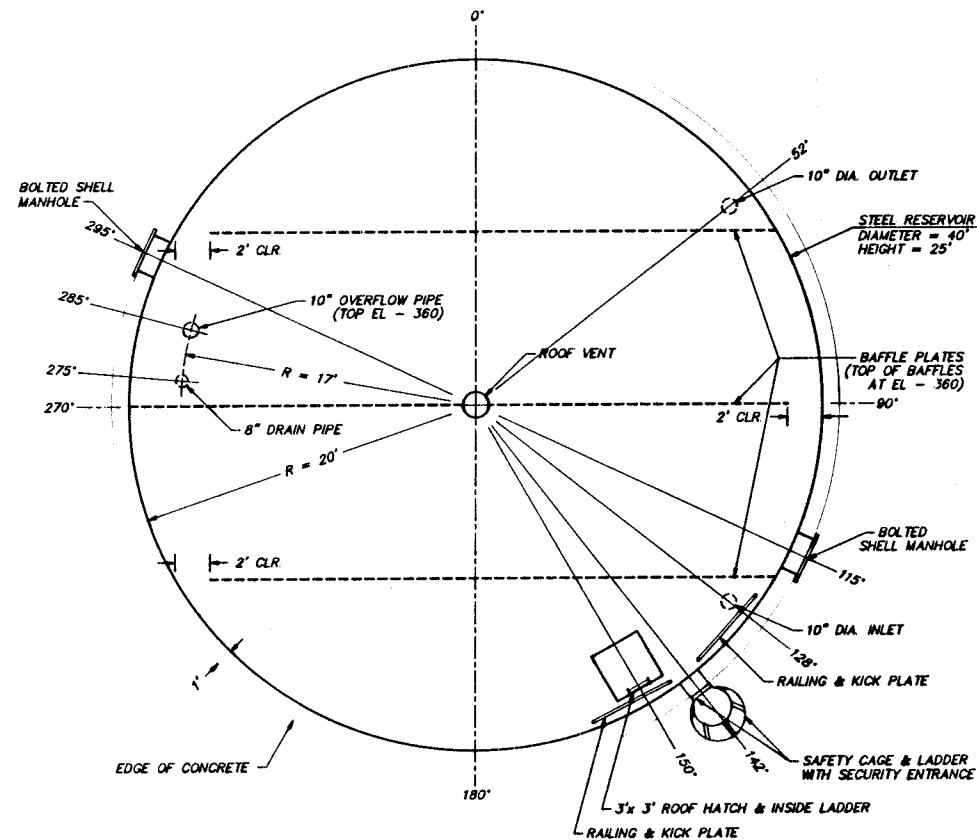 0°
52°
10" DIA. OUTLET
BOLTED SHELL
MANHOLE
295°
STEEL RESERVOIR
DIAMETER = 40'
HEIGHT = 25'
2' CLR.
285°
10" OVERFLOW PIPE
(TOP EL - 360)
ROOF VENT
BAFFLE PLATES
(TOP OF BAFFLES
AT EL - 360)
R = 17'
275°
270°
90°
2' CLR.
8" DRAIN PIPE
R = 20'
BOLTED
SHELL MANHOLE
2' CLR.
115°
10" DIA. INLET
128°
RAILING & KICK PLATE
1'
EDGE OF CONCRETE
150°
142°
SAFETY CAGE & LADDER
WITH SECURITY ENTRANCE
180°
3'x 3' ROOF HATCH & INSIDE LADDER
RAILING & KICK PLATE